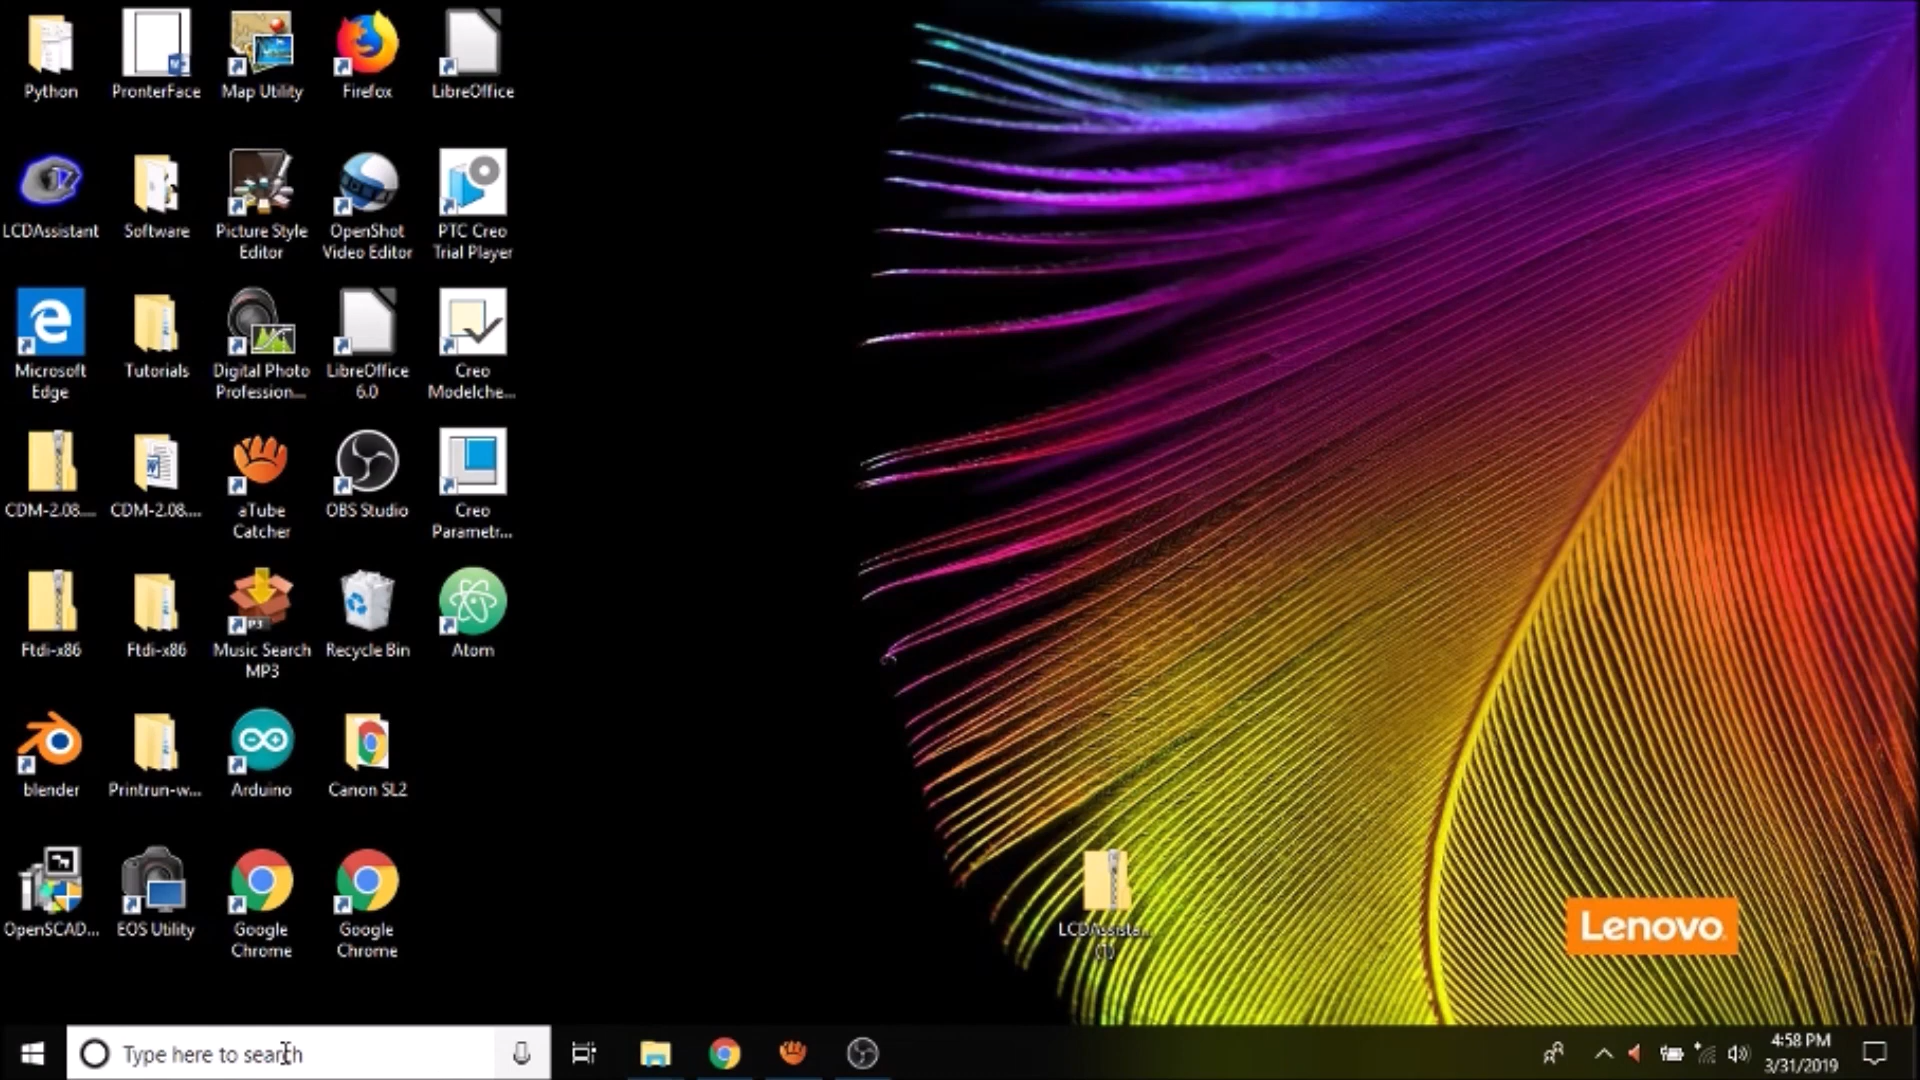 Python
PronterFace
Map Utility
Firefox
LibreOffice
LCDAssistant
Software
Picture Style
Editor
OpenShot
Video Editor
PTC Creo
Trial Player
Microsoft
Edge
Tutorials
Digital Photo
Profession...
LibreOffice
6.0
Creo
Modelche...
CDM-2.08....
CDM-2.08....
aTube
Catcher
OBS Studio
Creo
Parametr...
Ftdi-x86
Ftdi-x86
Music Search
MP3
Recycle Bin
Atom
blender
Printrun-w...
Arduino
Canon SL2
OpenSCAD...
EOS Utility
Google
Chrome
Google
Chrome
LCDAssista...
(1)
Lenovo
Type here to search
4:58 PM
3/31/2019